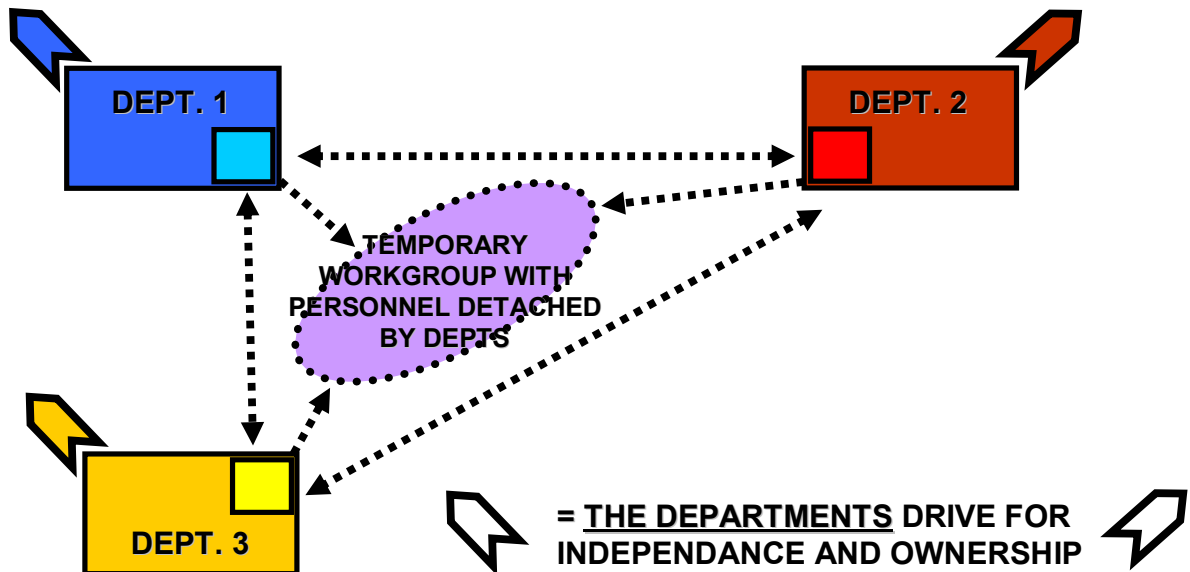 DEPT. 1
DEPT. 2
TEMPORARY
WORKGROUP WITH
PERSONNEL DETACHED
BY DEPTS
DEPT. 3
= THE DEPARTMENTS DRIVE FOR
INDEPENDANCE AND OWNERSHIP